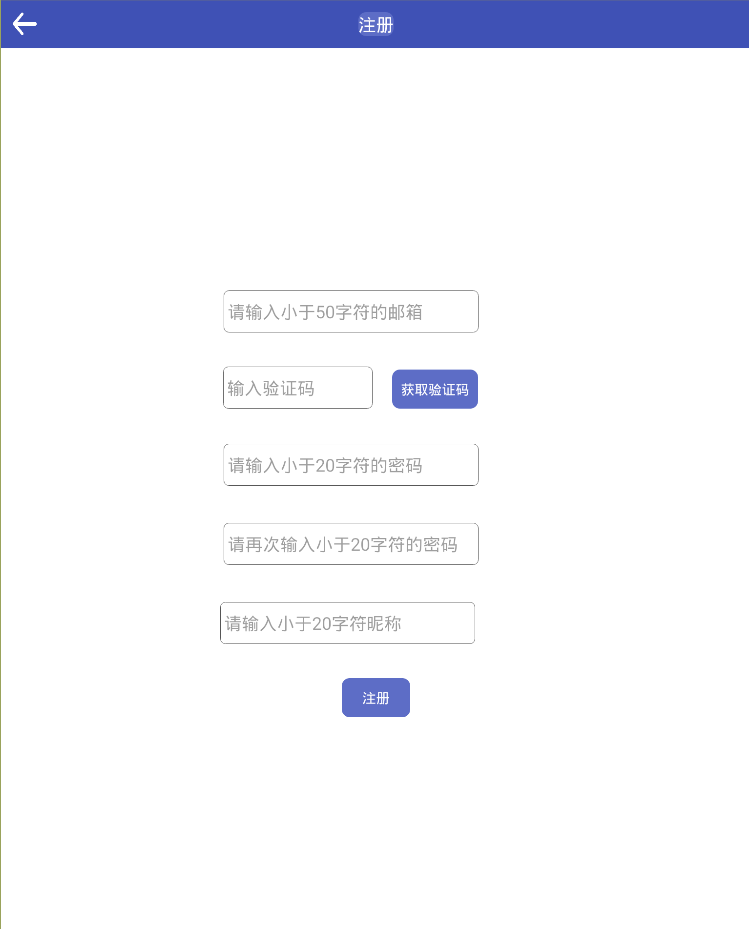 注册
请输入小于50字符的邮箱
输入验证码 获取验证码
请输入小于20字符的密码
请再次输入小于20字符的密码
请输入小于20字符昵称
注册